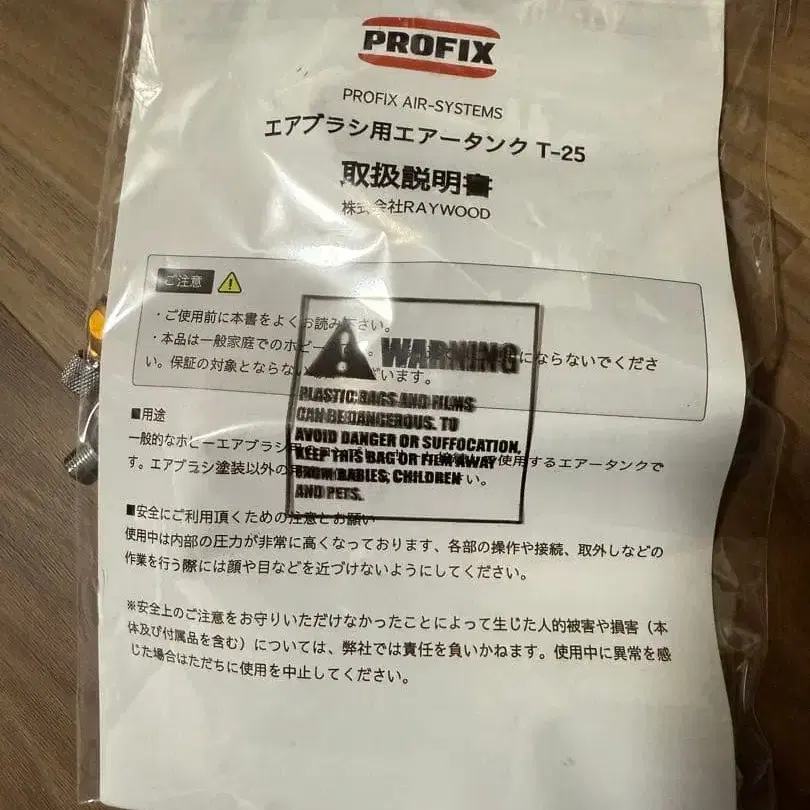 PROFIX
PROFIX AIR-SYSTEMS
エアブラシ用エアータンク T-25
取扱説明書
株式会社RAYWOOD
ご注意
・ご使用前に本書をよくお読み下さい。
・本品は一般家庭でのホビー にならないでくださ
い。保証の対象とならない ざいます。
WARNING
PLASTIC BAGS AND FILMS
CAN BE DANGEROUS. TO
AVOID DANGER OR SUFFOCATION,
KEEP THIS BAG OR FILM AWAY
FROM BABIES, CHILDREN
AND PETS.
■用途
一般的なホビーエアブラシ用 使用するエアータンクで
す。エアブラシ塗装以外の用 い。
■安全にご利用頂くための注意とお願い
使用中は内部の圧力が非常に高くなっております、各部の操作や接続、取外しなどの
作業を行う際には顔や目などを近づけないようにしてください。
※安全上のご注意をお守りいただけなかったことによって生じた人的被害や損害（本
体及び付属品を含む）については、弊社では責任を負いかねます。使用中に異常を感
じた場合はただちに使用を中止してください。